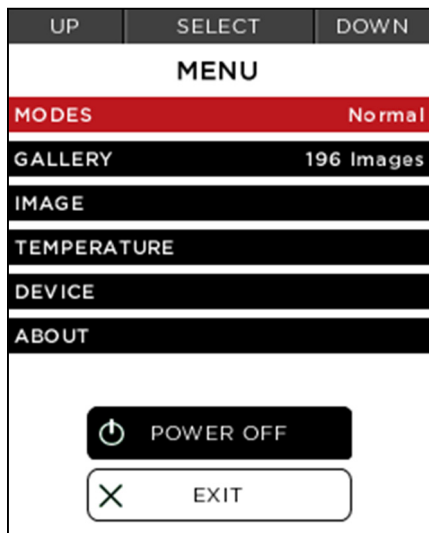 UP SELECT DOWN
MENU
MODES Normal
GALLERY 196 Images
IMAGE
TEMPERATURE
DEVICE
ABOUT
POWER OFF
EXIT